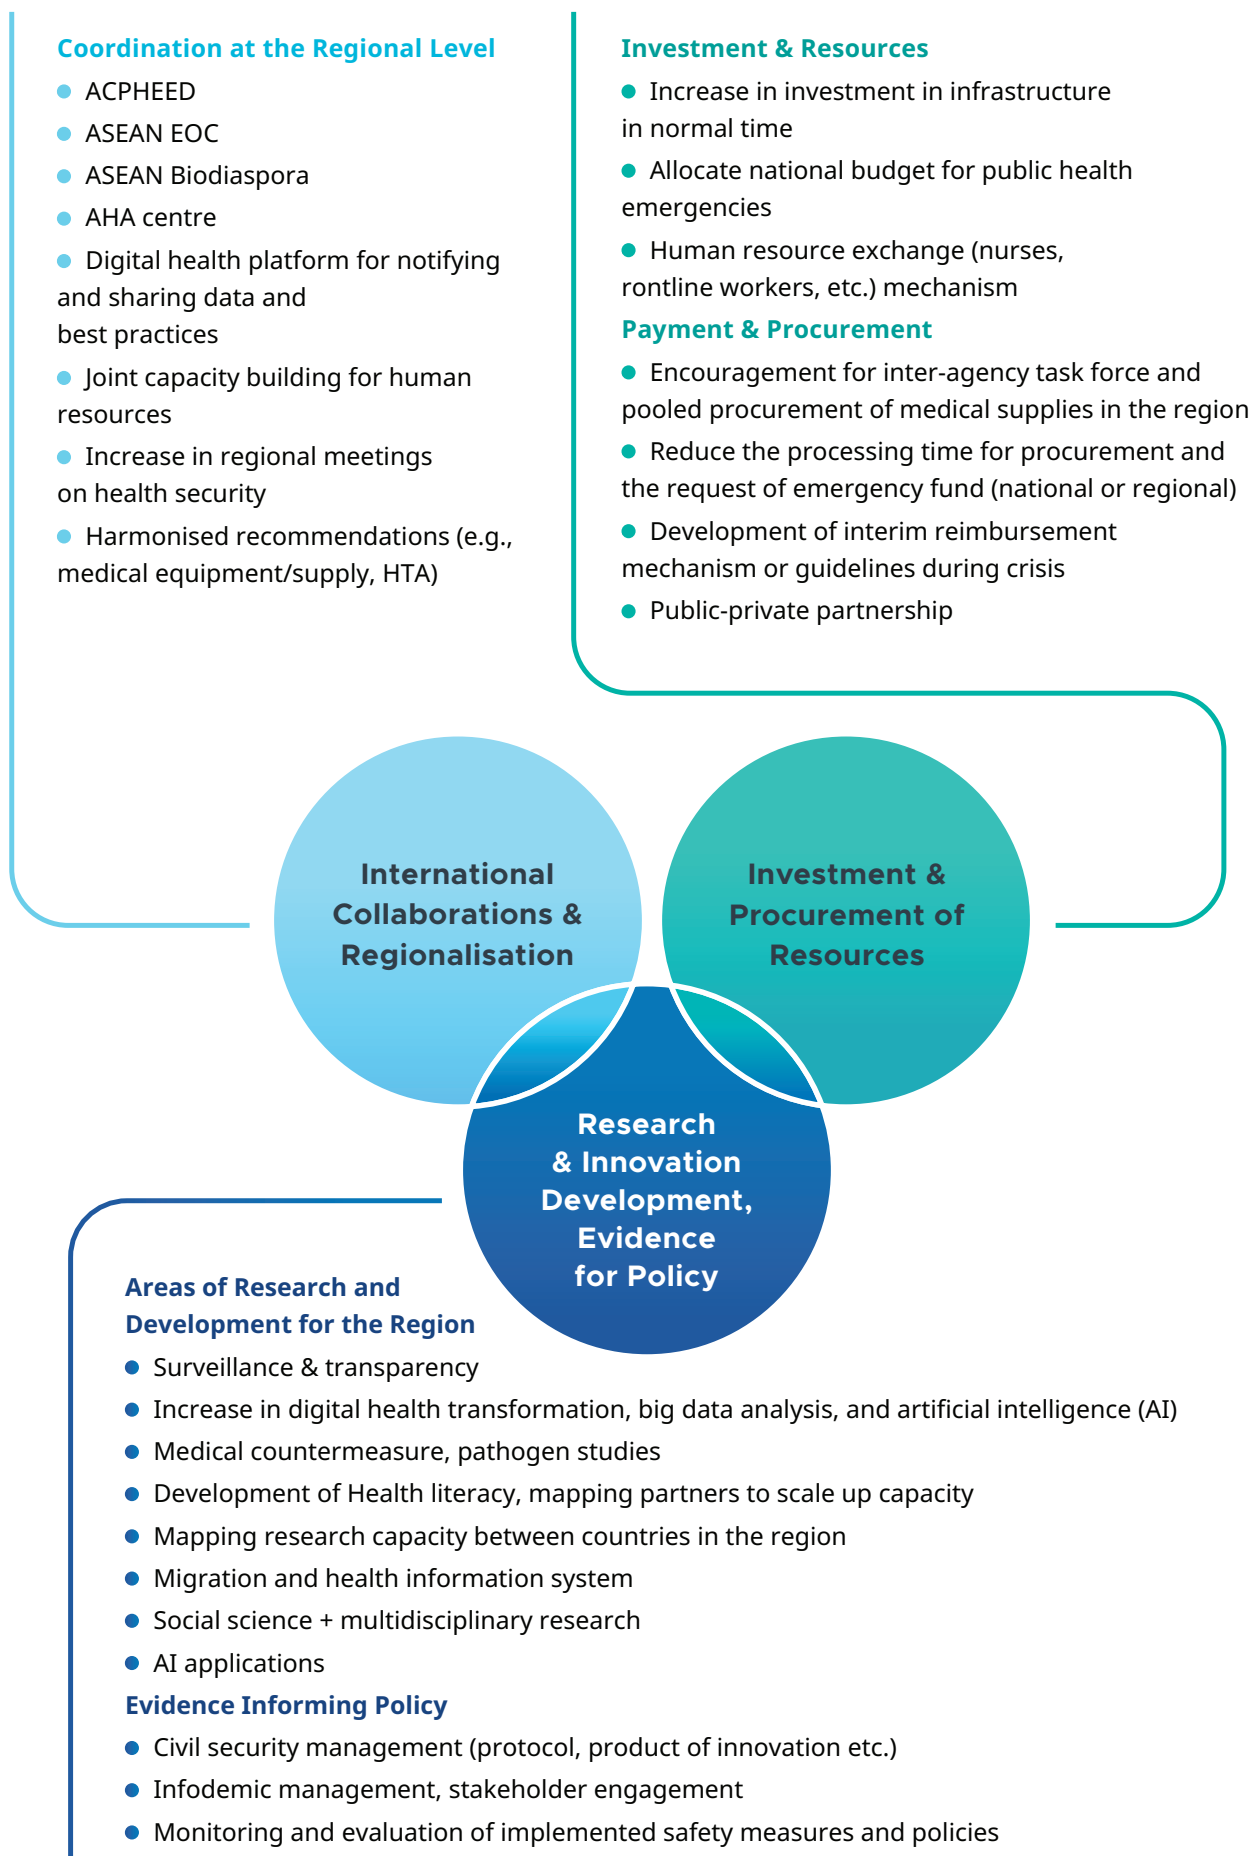 Coordination at the Regional Level
ACPHEED
ASEAN EOC
ASEAN Biodiaspora
AHA centre
Digital health platform for notifying
and sharing data and
best practices
Joint capacity building for human
resources
Increase in regional meetings
on health security
Harmonised recommendations (e.g.,
medical equipment/supply, HTA)
Investment & Resources
Increase in investment in infrastructure
in normal time
Allocate national budget for public health
emergencies
Human resource exchange (nurses,
rontline workers, etc.) mechanism
Payment & Procurement
Encouragement for inter-agency task force and
pooled procurement of medical supplies in the region
Reduce the processing time for procurement and
the request of emergency fund (national or regional)
Development of interim reimbursement
mechanism or guidelines during crisis
Public-private partnership
International
Collaborations &
Regionalisation
Investment &
Procurement of
Resources
Research
& Innovation
Development,
Evidence
for Policy
Areas of Research and
Development for the Region
Surveillance & transparency
Increase in digital health transformation, big data analysis, and artificial intelligence (AI)
Medical countermeasure, pathogen studies
Development of Health literacy, mapping partners to scale up capacity
Mapping research capacity between countries in the region
Migration and health information system
Social science + multidisciplinary research
AI applications
Evidence Informing Policy
Civil security management (protocol, product of innovation etc.)
Infodemic management, stakeholder engagement
Monitoring and evaluation of implemented safety measures and policies